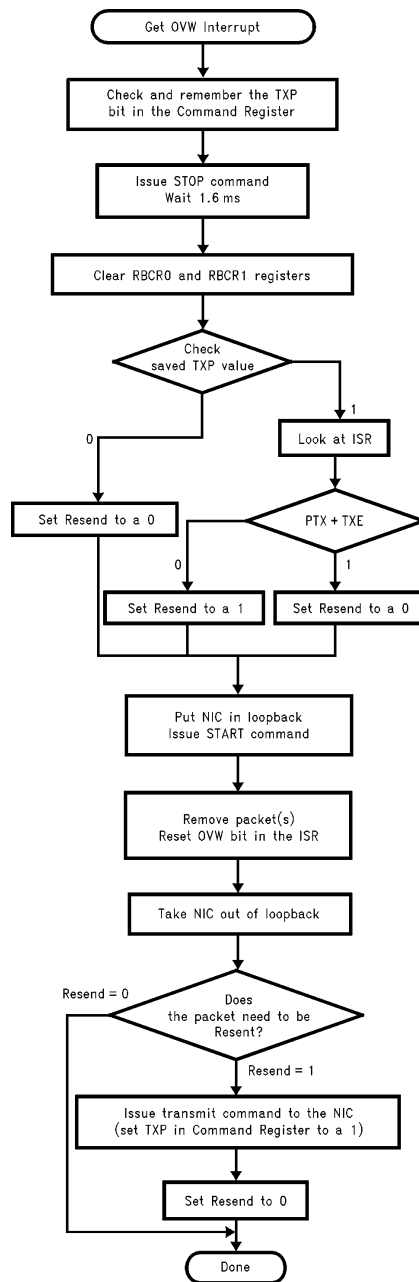 Get OVW Interrupt
Check and remember the TXP
bit in the Command Register
Issue STOP command
Wait 1.6 ms
Clear RBCR0 and RBCR1 registers
Check
saved TXP value
1
0
Look at ISR
Set Resend to a 0
PTX + TXE
0
1
Set Resend to a 1
Set Resend to a 0
Put NIC in loopback
Issue START command
Remove packet(s)
Reset OVW bit in the ISR
Take NIC out of loopback
Resend = 0
Does
the packet need to be
Resent?
Resend = 1
Issue transmit command to the NIC
(set TXP in Command Register to a 1)
Set Resend to 0
Done